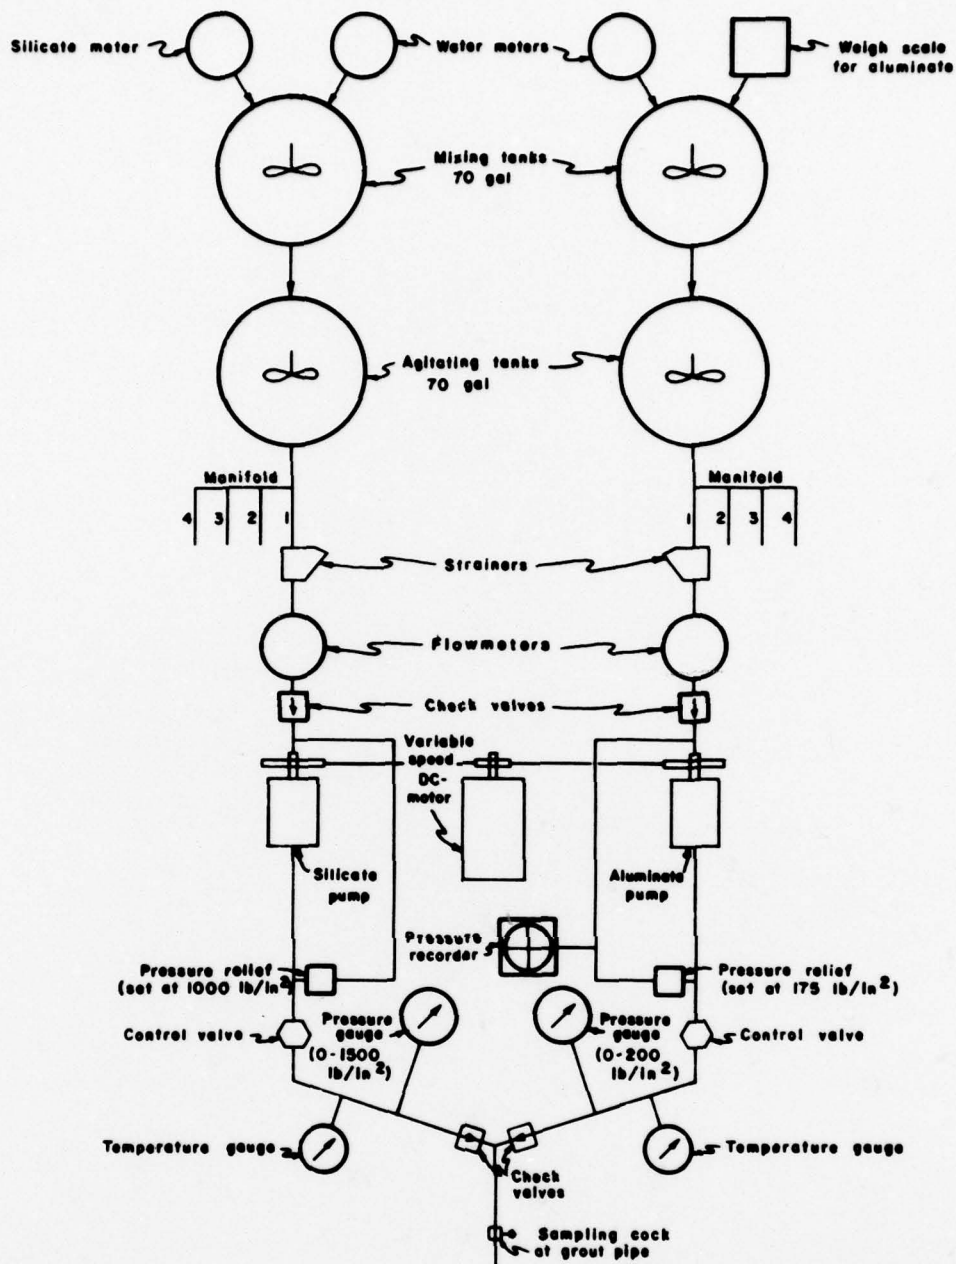 Silicate meter
Water meters
Weigh scale
for aluminate
Mixing tanks
70 gal
Agitating tanks
70 gal
Manifold
4 3 2 1
Manifold
1 2 3 4
Strainers
Flowmeters
Check valves
Variable
speed
DC-
motor
Silicate
pump
Aluminate
pump
Pressure
recorder
Pressure relief
(set at 1000 lb/in²)
Pressure relief
(set at 175 lb/in²)
Control valve
Pressure
gauge
(0-1500
lb/in²)
Pressure
gauge
(0-200
lb/in²)
Control valve
Temperature gauge
Temperature gauge
Check
valves
Sampling cock
at grout pipe